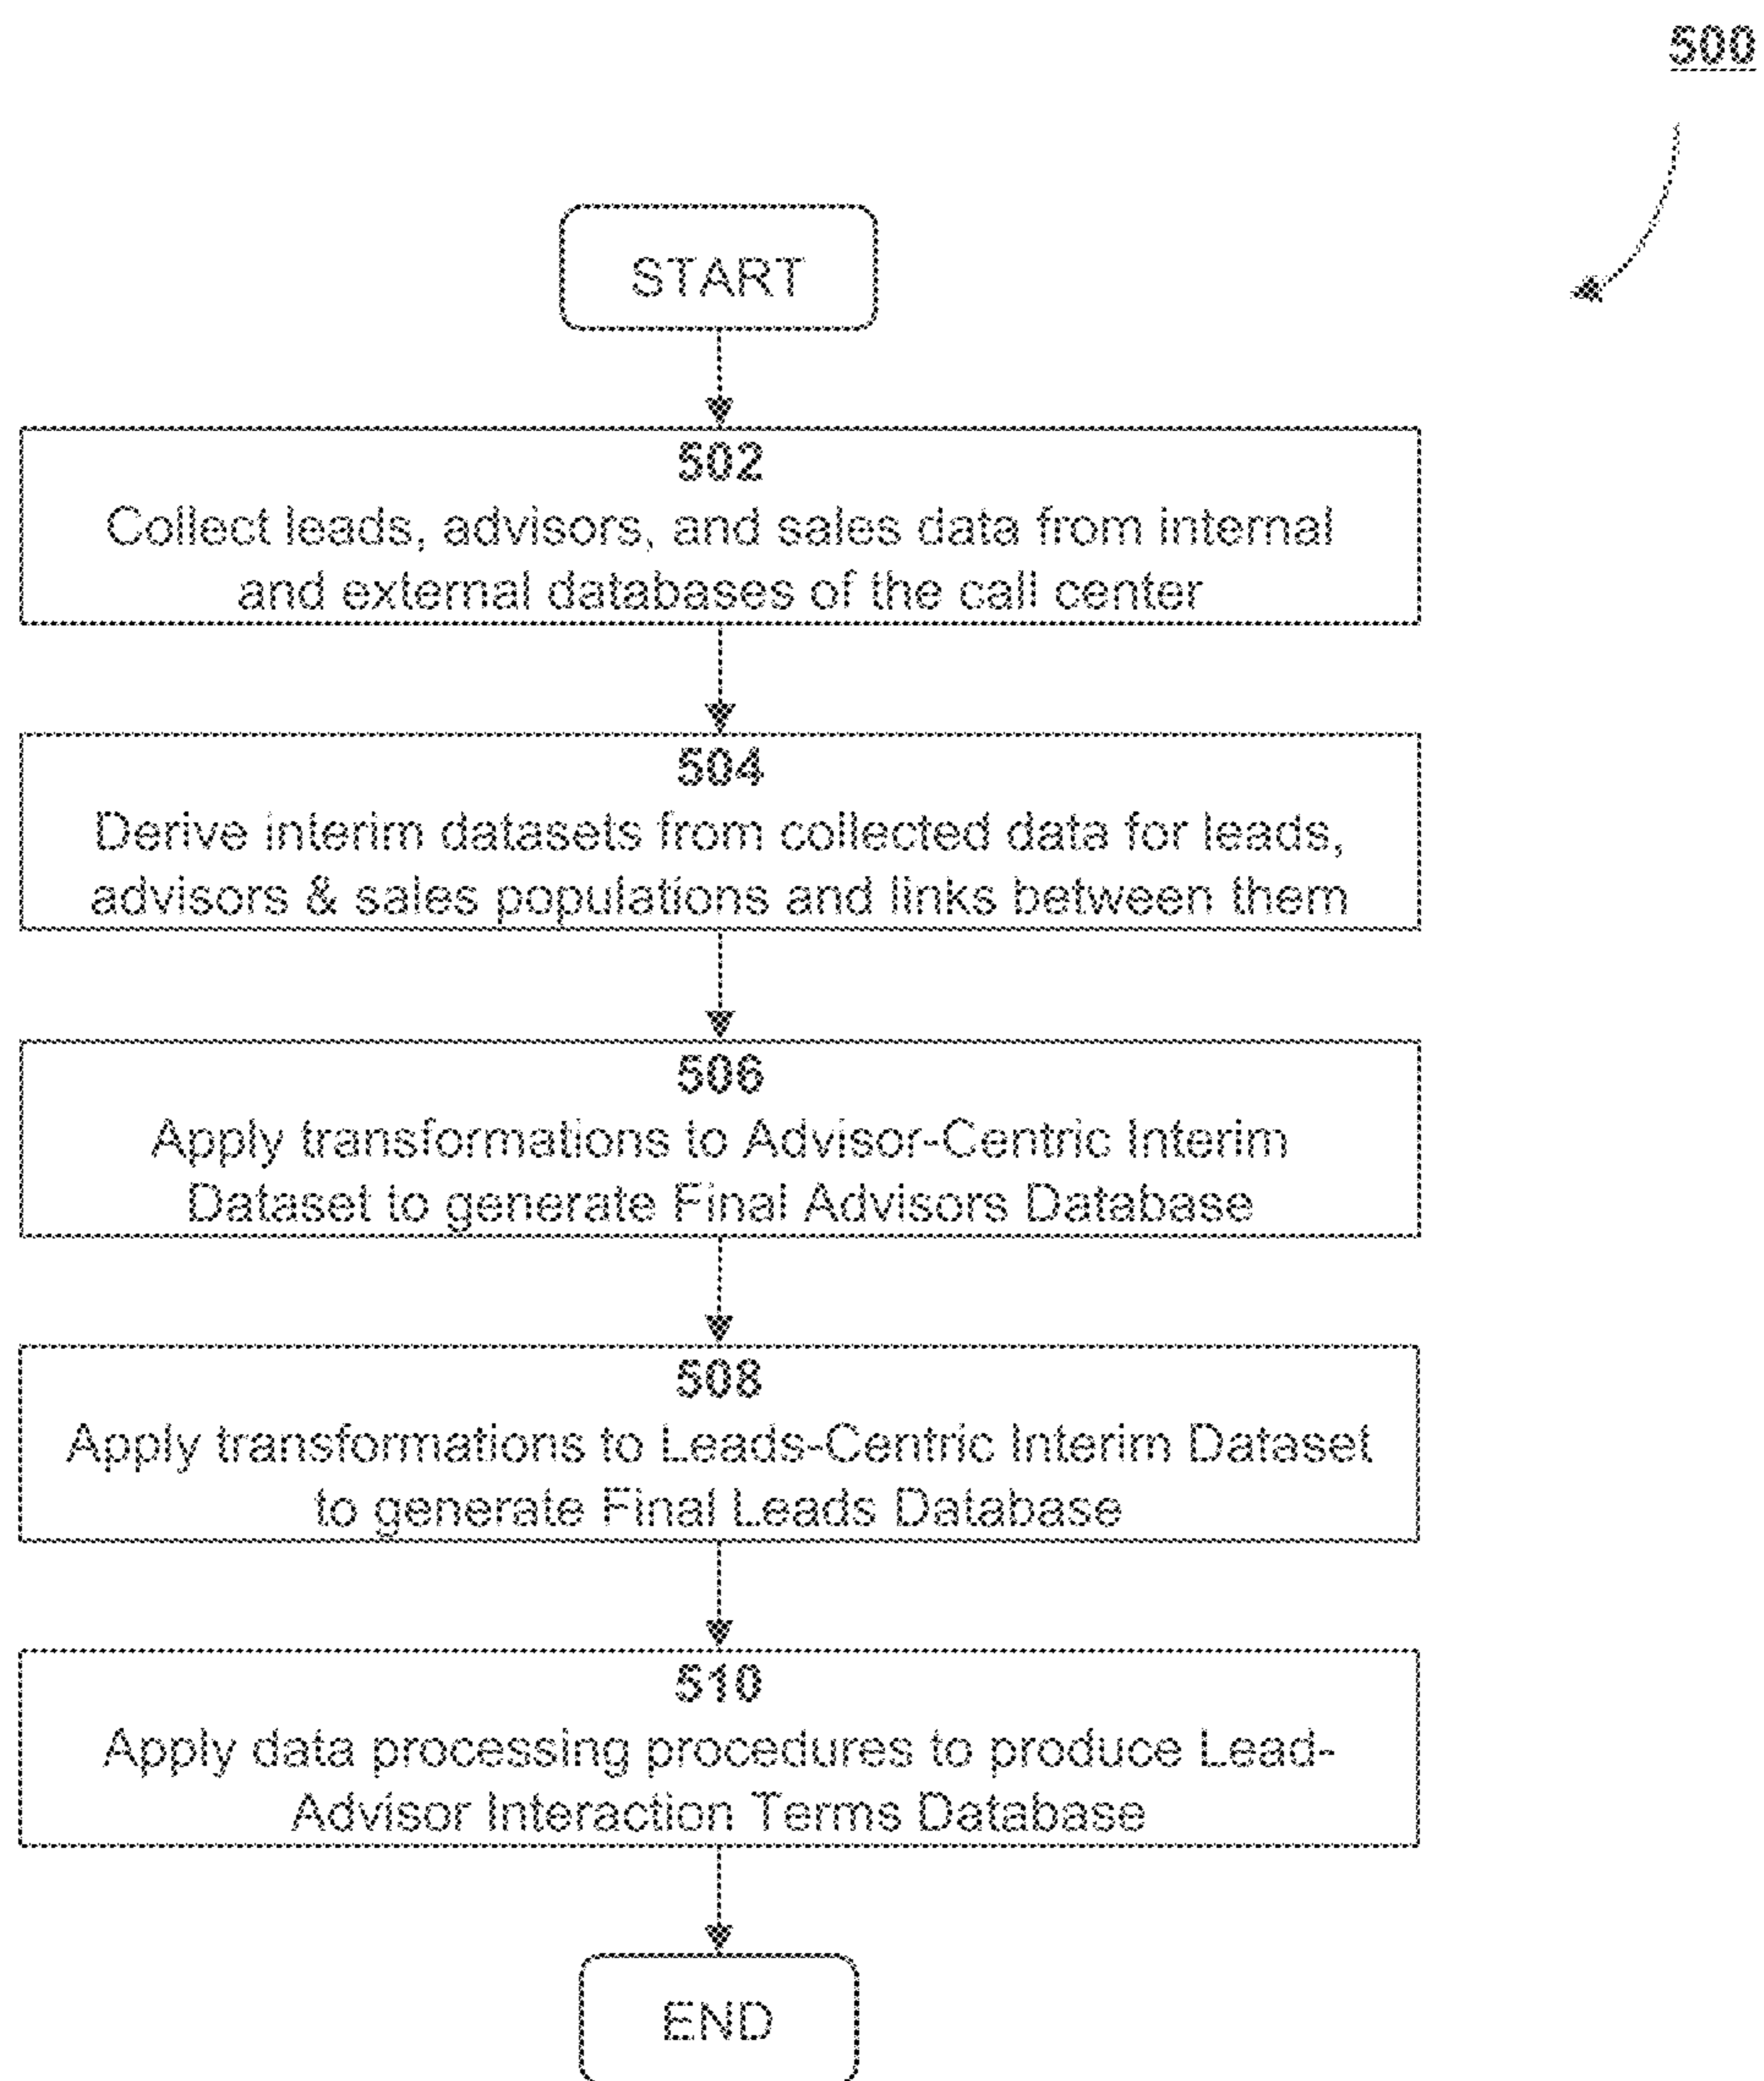 500
START
502
Collect leads, advisors, and sales data from internal
and external databases of the call center
504
Derive interim datasets from collected data for leads,
advisors & sales populations and links between them
506
Apply transformations to Advisor-Centric Interim
Dataset to generate Final Advisors Database
508
Apply transformations to Leads-Centric Interim Dataset
to generate Final Leads Database
510
Apply data processing procedures to produce Lead-
Advisor Interaction Terms Database
END